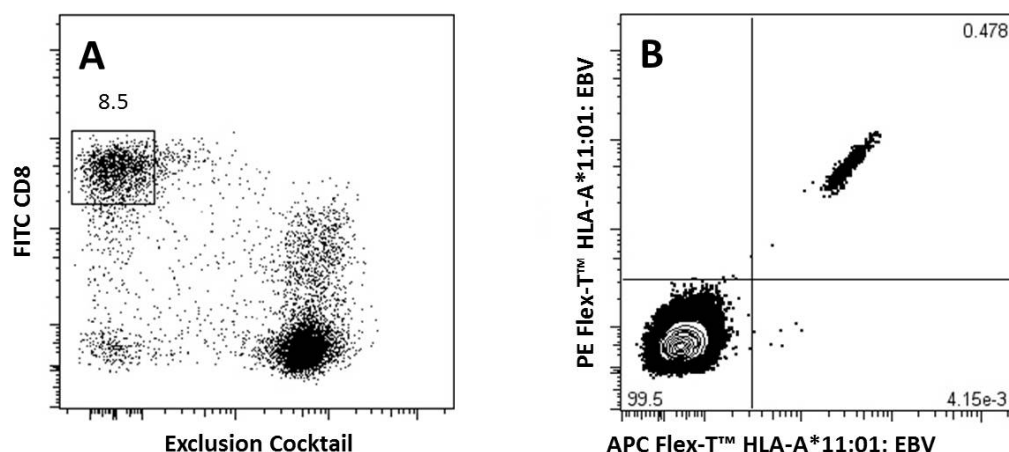 A
8.5
FITC CD8
Exclusion Cocktail
B
0.478
PE Flex-T™ HLA-A*11:01: EBV
99.5
4.15e-3
APC Flex-T™ HLA-A*11:01: EBV